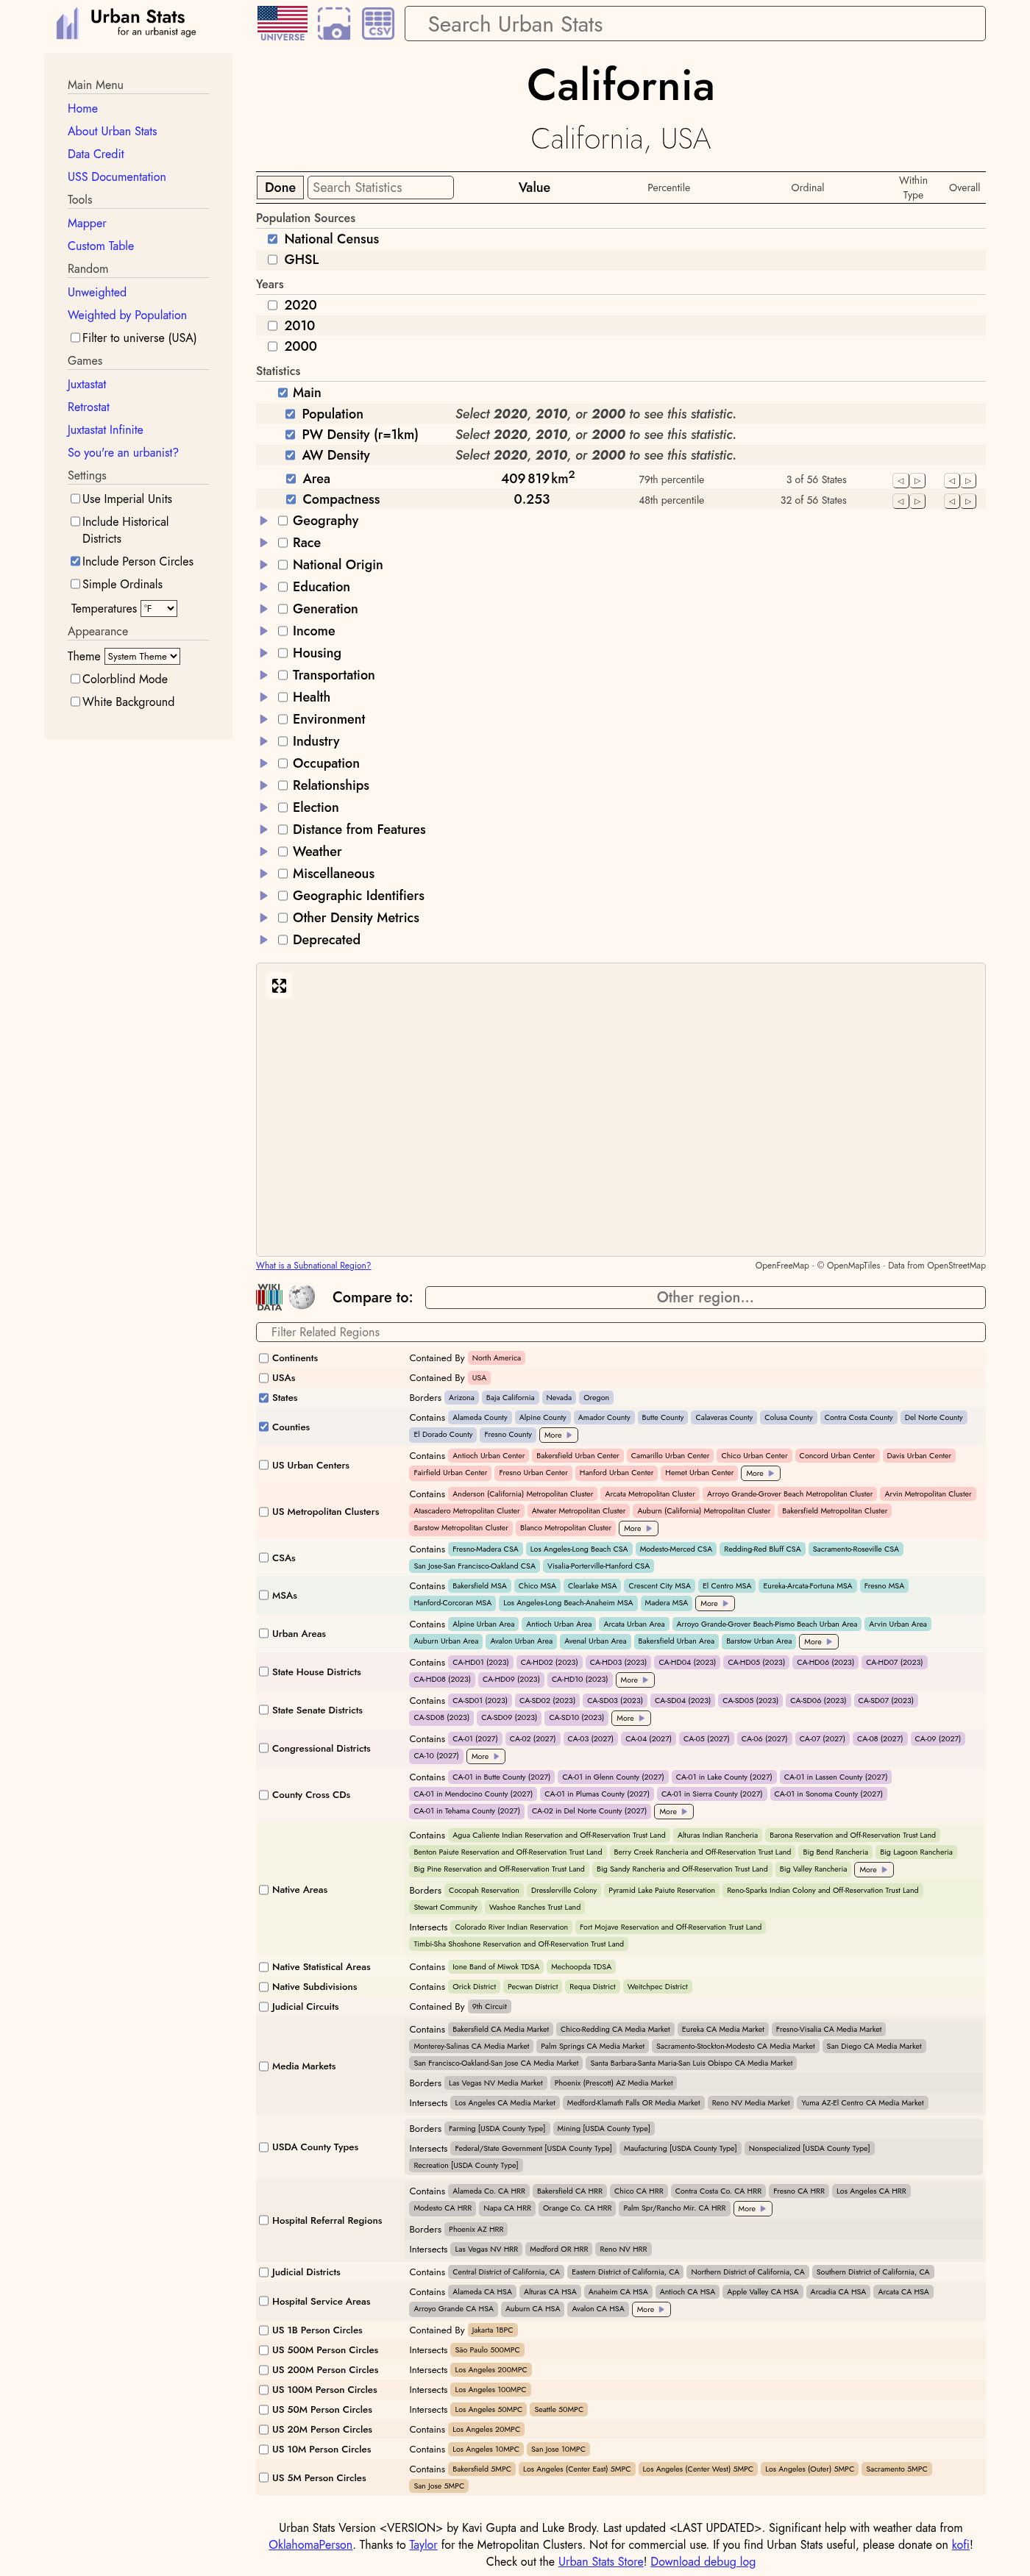 Urban Stats
for an urbanist age
UNIVERSE
CSV
Search Urban Stats
Main Menu
Home
About Urban Stats
Data Credit
USS Documentation
Tools
Mapper
Custom Table
Random
Unweighted
Weighted by Population
Filter to universe (USA)
Games
Juxtastat
Retrostat
Juxtastat Infinite
So you're an urbanist?
Settings
Use Imperial Units
Include Historical
Districts
Include Person Circles
Simple Ordinals
Temperatures °F
Appearance
Theme System Theme
Colorblind Mode
White Background
California
California, USA
Done Search Statistics Value Percentile Ordinal Within Type Overall
Population Sources
National Census
GHSL
Years
2020
2010
2000
Statistics
Main
Population Select 2020, 2010, or 2000 to see this statistic.
PW Density (r=1km) Select 2020, 2010, or 2000 to see this statistic.
AW Density Select 2020, 2010, or 2000 to see this statistic.
Area 409 819 km² 79th percentile 3 of 56 States
Compactness 0.253 48th percentile 32 of 56 States
Geography
Race
National Origin
Education
Generation
Income
Housing
Transportation
Health
Environment
Industry
Occupation
Relationships
Election
Distance from Features
Weather
Miscellaneous
Geographic Identifiers
Other Density Metrics
Deprecated
What is a Subnational Region? OpenFreeMap · © OpenMapTiles · Data from OpenStreetMap
WIKI DATA Compare to: Other region...
Filter Related Regions
Continents Contained By North America
USAs Contained By USA
States Borders Arizona Baja California Nevada Oregon
Counties Contains Alameda County Alpine County Amador County Butte County Calaveras County Colusa County Contra Costa County Del Norte County
El Dorado County Fresno County More
US Urban Centers Contains Antioch Urban Center Bakersfield Urban Center Camarillo Urban Center Chico Urban Center Concord Urban Center Davis Urban Center
Fairfield Urban Center Fresno Urban Center Hanford Urban Center Hemet Urban Center More
US Metropolitan Clusters Contains Anderson (California) Metropolitan Cluster Arcata Metropolitan Cluster Arroyo Grande-Grover Beach Metropolitan Cluster Arvin Metropolitan Cluster
Atascadero Metropolitan Cluster Atwater Metropolitan Cluster Auburn (California) Metropolitan Cluster Bakersfield Metropolitan Cluster
Barstow Metropolitan Cluster Blanco Metropolitan Cluster More
CSAs Contains Fresno-Madera CSA Los Angeles-Long Beach CSA Modesto-Merced CSA Redding-Red Bluff CSA Sacramento-Roseville CSA
San Jose-San Francisco-Oakland CSA Visalia-Porterville-Hanford CSA
MSAs Contains Bakersfield MSA Chico MSA Clearlake MSA Crescent City MSA El Centro MSA Eureka-Arcata-Fortuna MSA Fresno MSA
Hanford-Corcoran MSA Los Angeles-Long Beach-Anaheim MSA Madera MSA More
Urban Areas Contains Alpine Urban Area Antioch Urban Area Arcata Urban Area Arroyo Grande-Grover Beach-Pismo Beach Urban Area Arvin Urban Area
Auburn Urban Area Avalon Urban Area Avenal Urban Area Bakersfield Urban Area Barstow Urban Area More
State House Districts Contains CA-HD01 (2023) CA-HD02 (2023) CA-HD03 (2023) CA-HD04 (2023) CA-HD05 (2023) CA-HD06 (2023) CA-HD07 (2023)
CA-HD08 (2023) CA-HD09 (2023) CA-HD10 (2023) More
State Senate Districts Contains CA-SD01 (2023) CA-SD02 (2023) CA-SD03 (2023) CA-SD04 (2023) CA-SD05 (2023) CA-SD06 (2023) CA-SD07 (2023)
CA-SD08 (2023) CA-SD09 (2023) CA-SD10 (2023) More
Congressional Districts Contains CA-01 (2027) CA-02 (2027) CA-03 (2027) CA-04 (2027) CA-05 (2027) CA-06 (2027) CA-07 (2027) CA-08 (2027) CA-09 (2027)
CA-10 (2027) More
County Cross CDs Contains CA-01 in Butte County (2027) CA-01 in Glenn County (2027) CA-01 in Lake County (2027) CA-01 in Lassen County (2027)
CA-01 in Mendocino County (2027) CA-01 in Plumas County (2027) CA-01 in Sierra County (2027) CA-01 in Sonoma County (2027)
CA-01 in Tehama County (2027) CA-02 in Del Norte County (2027) More
Native Areas Contains Agua Caliente Indian Reservation and Off-Reservation Trust Land Alturas Indian Rancheria Barona Reservation and Off-Reservation Trust Land
Benton Paiute Reservation and Off-Reservation Trust Land Berry Creek Rancheria and Off-Reservation Trust Land Big Bend Rancheria Big Lagoon Rancheria
Big Pine Reservation and Off-Reservation Trust Land Big Sandy Rancheria and Off-Reservation Trust Land Big Valley Rancheria More
Borders Cocopah Reservation Dresslerville Colony Pyramid Lake Paiute Reservation Reno-Sparks Indian Colony and Off-Reservation Trust Land
Stewart Community Washoe Ranches Trust Land
Intersects Colorado River Indian Reservation Fort Mojave Reservation and Off-Reservation Trust Land
Timbi-Sha Shoshone Reservation and Off-Reservation Trust Land
Native Statistical Areas Contains Ione Band of Miwok TDSA Mechoopda TDSA
Native Subdivisions Contains Orick District Pecwan District Requa District Weitchpec District
Judicial Circuits Contained By 9th Circuit
Media Markets Contains Bakersfield CA Media Market Chico-Redding CA Media Market Eureka CA Media Market Fresno-Visalia CA Media Market
Monterey-Salinas CA Media Market Palm Springs CA Media Market Sacramento-Stockton-Modesto CA Media Market San Diego CA Media Market
San Francisco-Oakland-San Jose CA Media Market Santa Barbara-Santa Maria-San Luis Obispo CA Media Market
Borders Las Vegas NV Media Market Phoenix (Prescott) AZ Media Market
Intersects Los Angeles CA Media Market Medford-Klamath Falls OR Media Market Reno NV Media Market Yuma AZ-El Centro CA Media Market
USDA County Types Borders Farming [USDA County Type] Mining [USDA County Type]
Intersects Federal/State Government [USDA County Type] Maufacturing [USDA County Type] Nonspecialized [USDA County Type]
Recreation [USDA County Type]
Hospital Referral Regions Contains Alameda Co. CA HRR Bakersfield CA HRR Chico CA HRR Contra Costa Co. CA HRR Fresno CA HRR Los Angeles CA HRR
Modesto CA HRR Napa CA HRR Orange Co. CA HRR Palm Spr/Rancho Mir. CA HRR More
Borders Phoenix AZ HRR
Intersects Las Vegas NV HRR Medford OR HRR Reno NV HRR
Judicial Districts Contains Central District of California, CA Eastern District of California, CA Northern District of California, CA Southern District of California, CA
Hospital Service Areas Contains Alameda CA HSA Alturas CA HSA Anaheim CA HSA Antioch CA HSA Apple Valley CA HSA Arcadia CA HSA Arcata CA HSA
Arroyo Grande CA HSA Auburn CA HSA Avalon CA HSA More
US 1B Person Circles Contained By Jakarta 1BPC
US 500M Person Circles Intersects São Paulo 500MPC
US 200M Person Circles Intersects Los Angeles 200MPC
US 100M Person Circles Intersects Los Angeles 100MPC
US 50M Person Circles Intersects Los Angeles 50MPC Seattle 50MPC
US 20M Person Circles Contains Los Angeles 20MPC
US 10M Person Circles Contains Los Angeles 10MPC San Jose 10MPC
US 5M Person Circles Contains Bakersfield 5MPC Los Angeles (Center East) 5MPC Los Angeles (Center West) 5MPC Los Angeles (Outer) 5MPC Sacramento 5MPC
San Jose 5MPC
Urban Stats Version <VERSION> by Kavi Gupta and Luke Brody. Last updated <LAST UPDATED>. Significant help with weather data from
OklahomaPerson. Thanks to Taylor for the Metropolitan Clusters. Not for commercial use. If you find Urban Stats useful, please donate on kofi!
Check out the Urban Stats Store! Download debug log